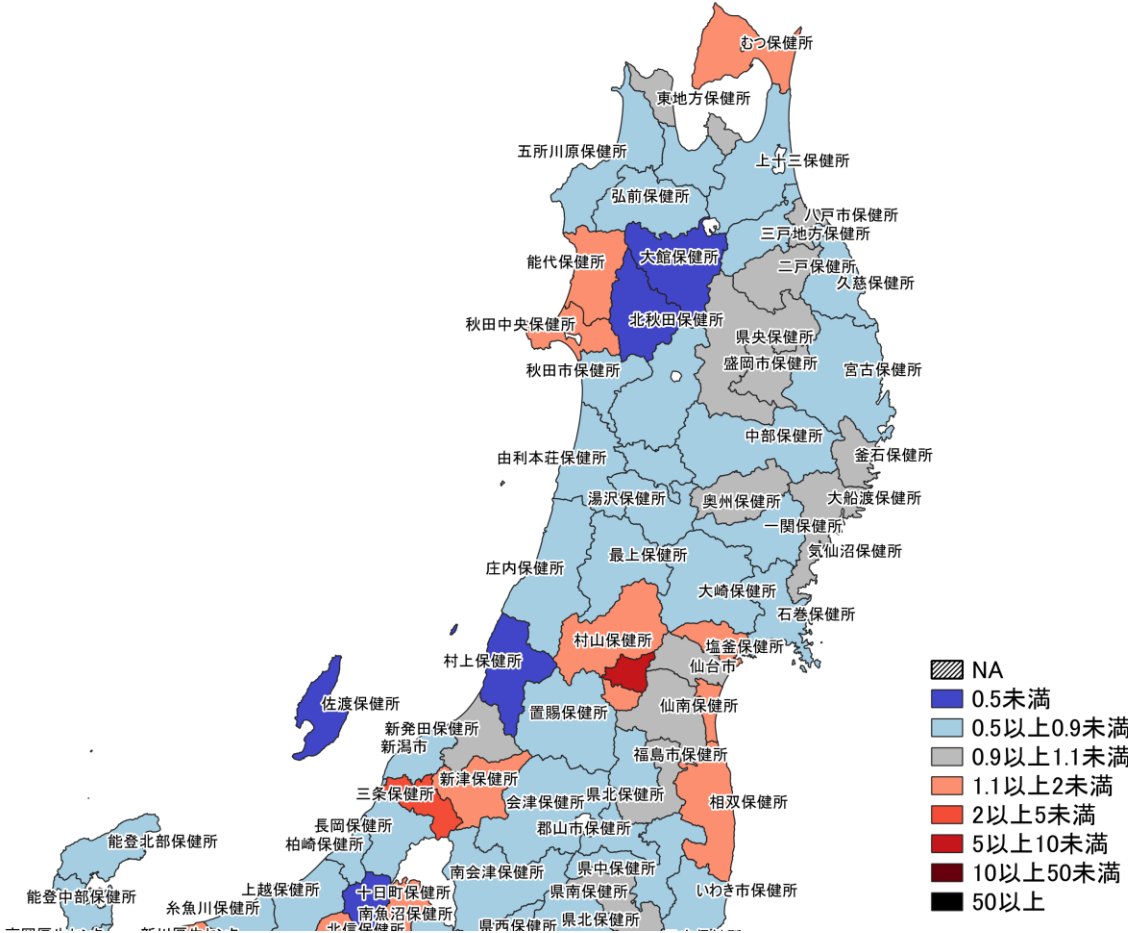 むつ保健所
東地方保健所
五所川原保健所
上十三保健所
弘前保健所
八戸市保健所
三戸地方保健所
大館保健所
能代保健所
二戸保健所
久慈保健所
北秋田保健所
秋田中央保健所
県央保健所
盛岡市保健所
秋田市保健所
宮古保健所
中部保健所
釜石保健所
由利本荘保健所
湯沢保健所
奥州保健所
大船渡保健所
一関保健所
気仙沼保健所
最上保健所
庄内保健所
大崎保健所
石巻保健所
村山保健所
塩釜保健所
村上保健所
仙台市
佐渡保健所
仙南保健所
置賜保健所
新発田保健所
新潟市
福島市保健所
新津保健所
三条保健所
会津保健所
県北保健所
相双保健所
長岡保健所
郡山市保健所
柏崎保健所
能登北部保健所
南会津保健所
県中保健所
上越保健所
十日町保健所
県南保健所
いわき市保健所
能登中部保健所
糸魚川保健所
南魚沼保健所
県西保健所
県北保健所
北信保健所
NA
0.5未満
0.5以上0.9未満
0.9以上1.1未満
1.1以上2未満
2以上5未満
5以上10未満
10以上50未満
50以上